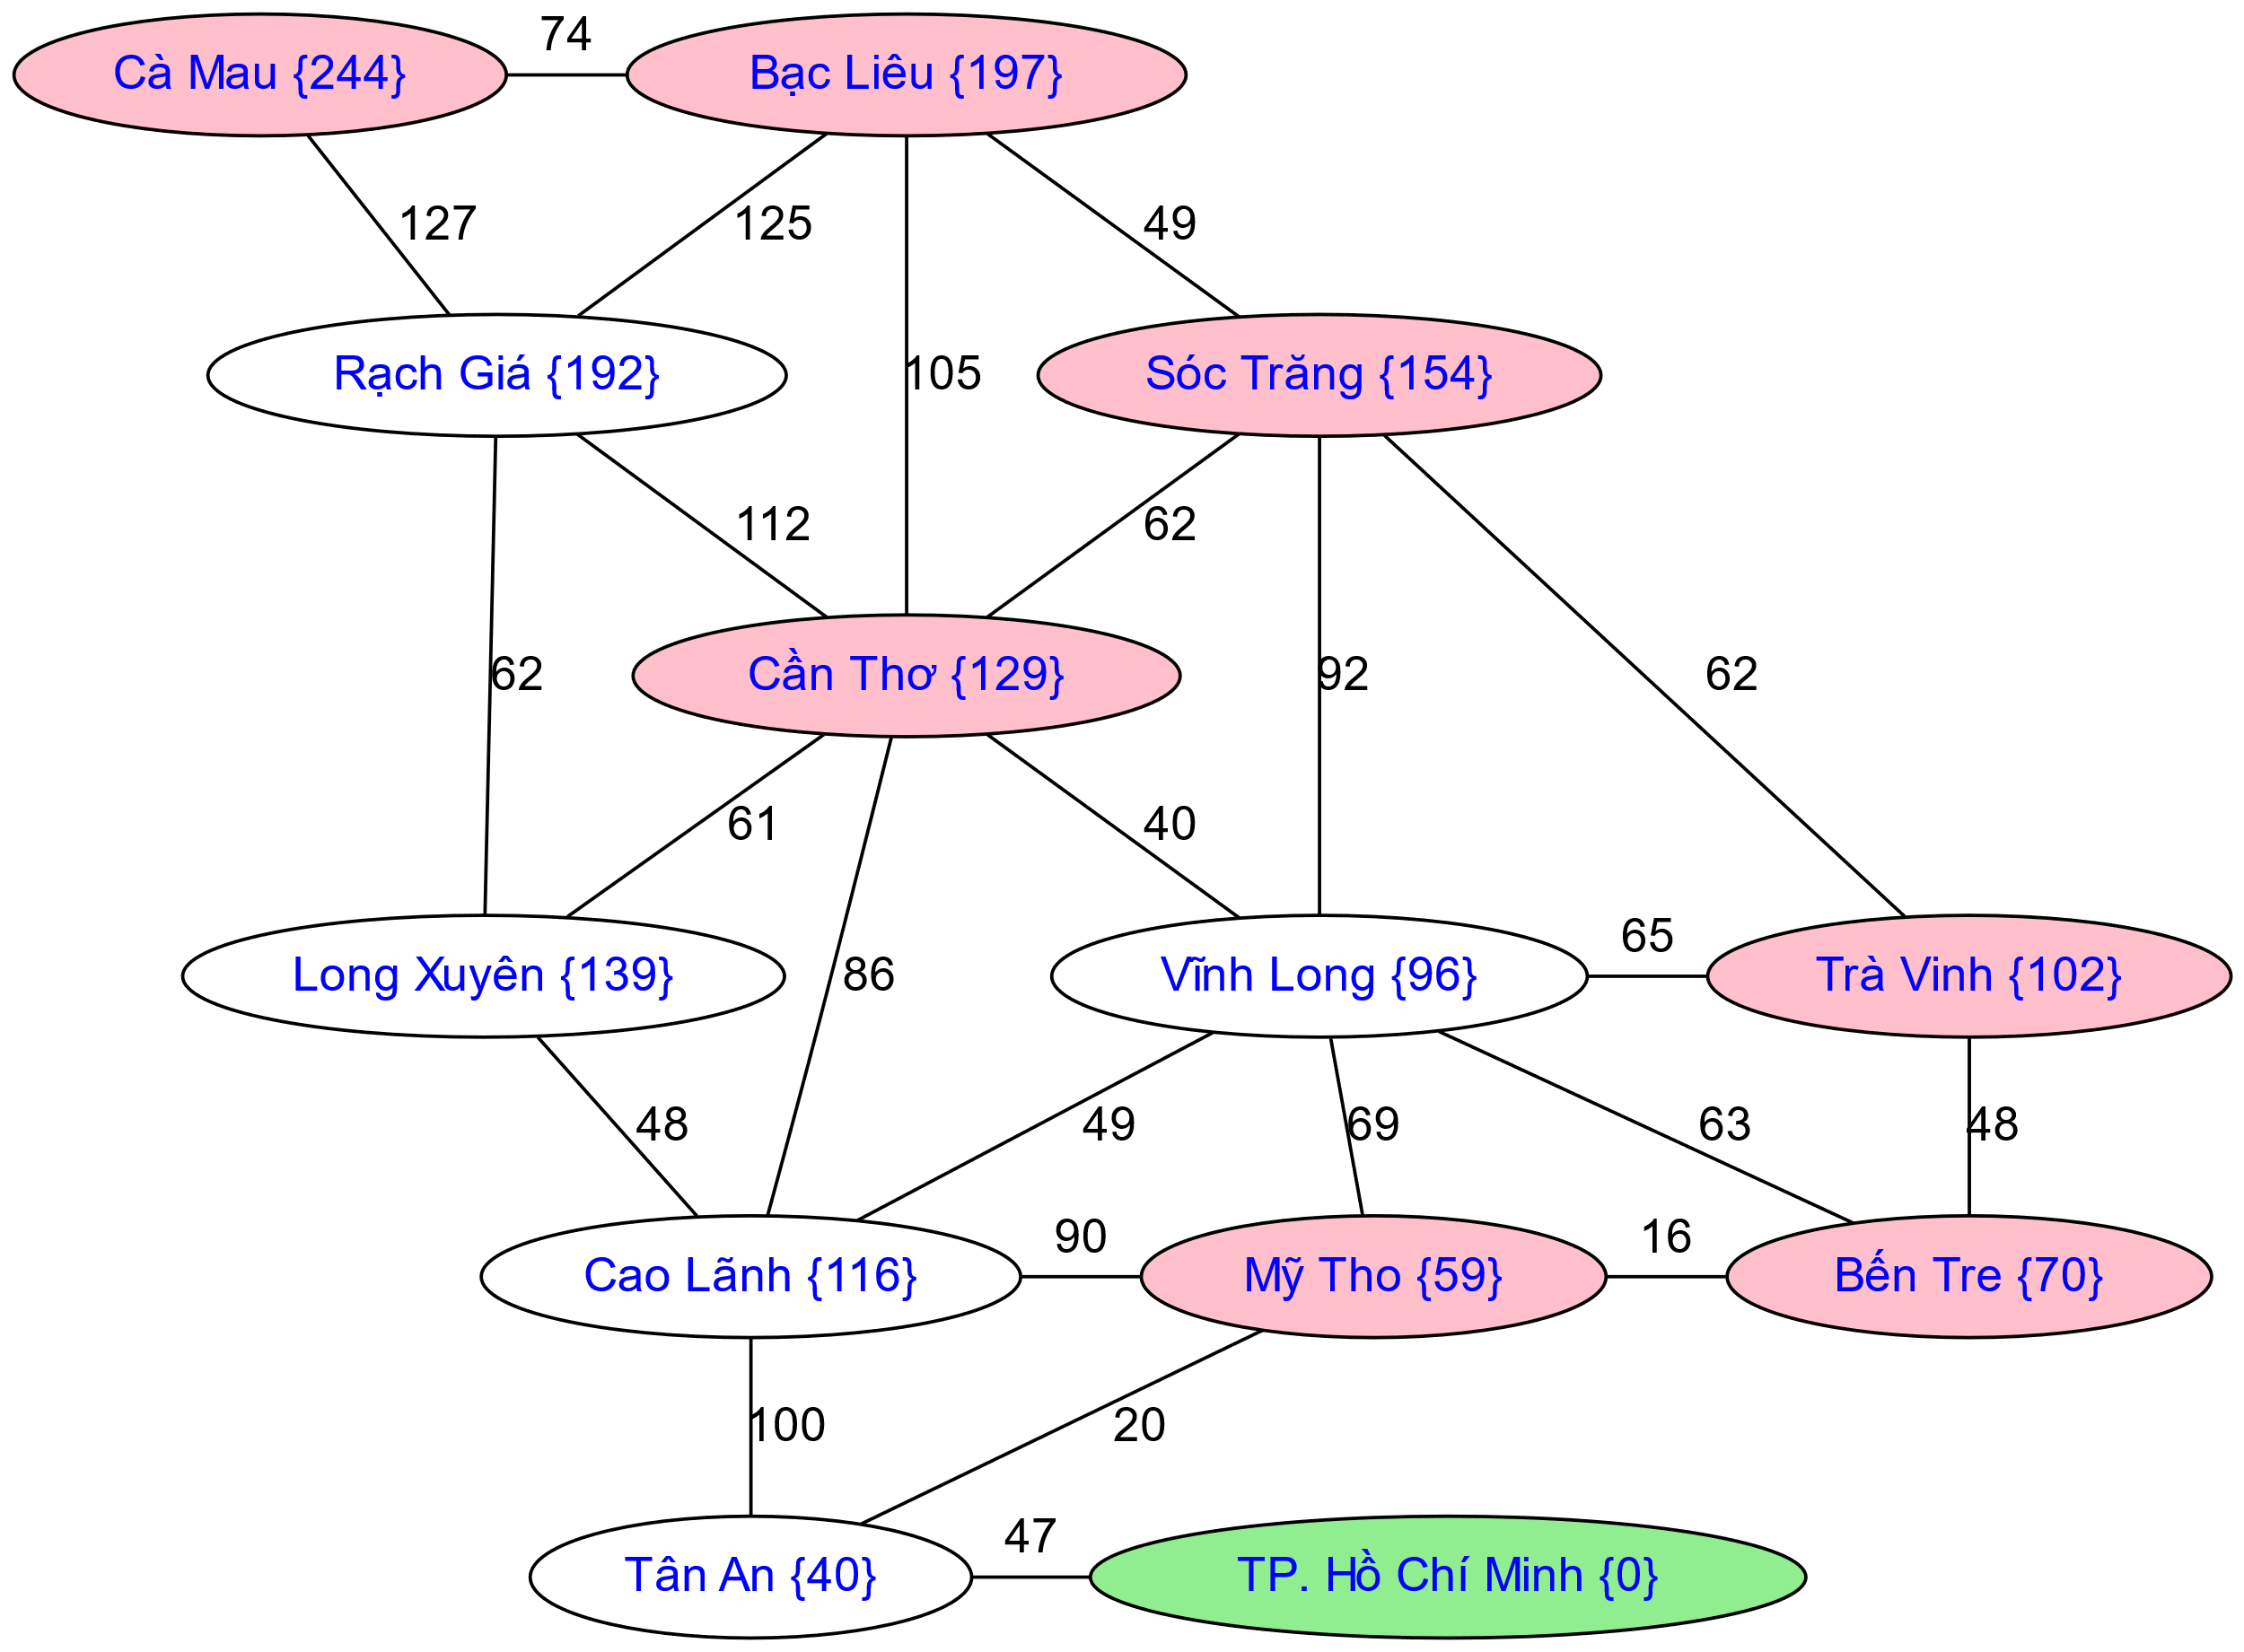 Cà Mau {244}
74
Bạc Liêu {197}
127
125
49
Rạch Giá {192}
105
Sóc Trăng {154}
112
62
62
Cần Thơ {129}
92
62
61
40
Long Xuyên {139}
86
Vĩnh Long {96}
65
Trà Vinh {102}
48
49
69
63
48
Cao Lãnh {116}
90
Mỹ Tho {59}
16
Bến Tre {70}
100
20
Tân An {40}
47
TP. Hồ Chí Minh {0}